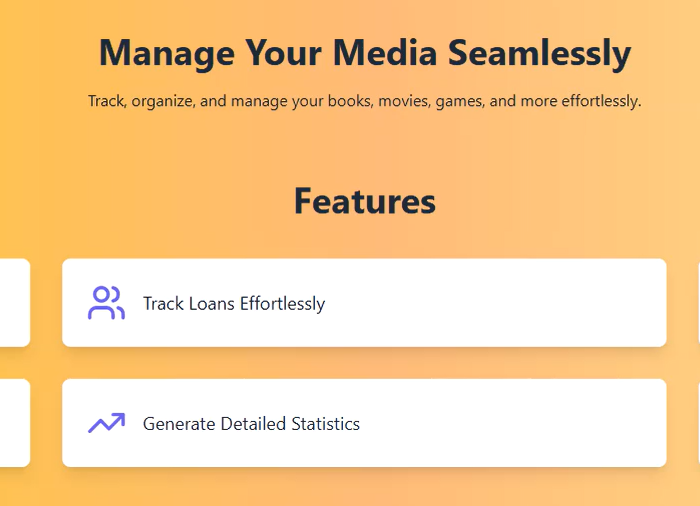 Manage Your Media Seamlessly
Track, organize, and manage your books, movies, games, and more effortlessly.
Features
Track Loans Effortlessly
Generate Detailed Statistics